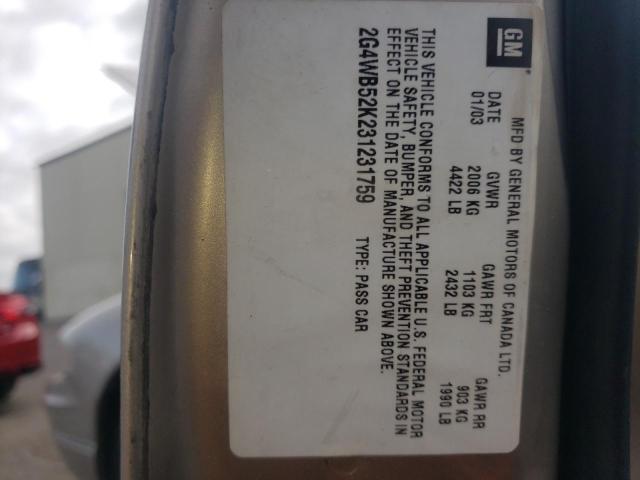 GM
MFD BY GENERAL MOTORS OF CANADA LTD.
DATE GVWR GAWR FRT GAWR RR
01/03 2006 KG 1103 KG 903 KG
4422 LB 2432 LB 1990 LB
THIS VEHICLE CONFORMS TO ALL APPLICABLE U.S. FEDERAL MOTOR
VEHICLE SAFETY, BUMPER, AND THEFT PREVENTION STANDARDS IN
EFFECT ON THE DATE OF MANUFACTURE SHOWN ABOVE.
2G4WB52K231231759 TYPE: PASS CAR